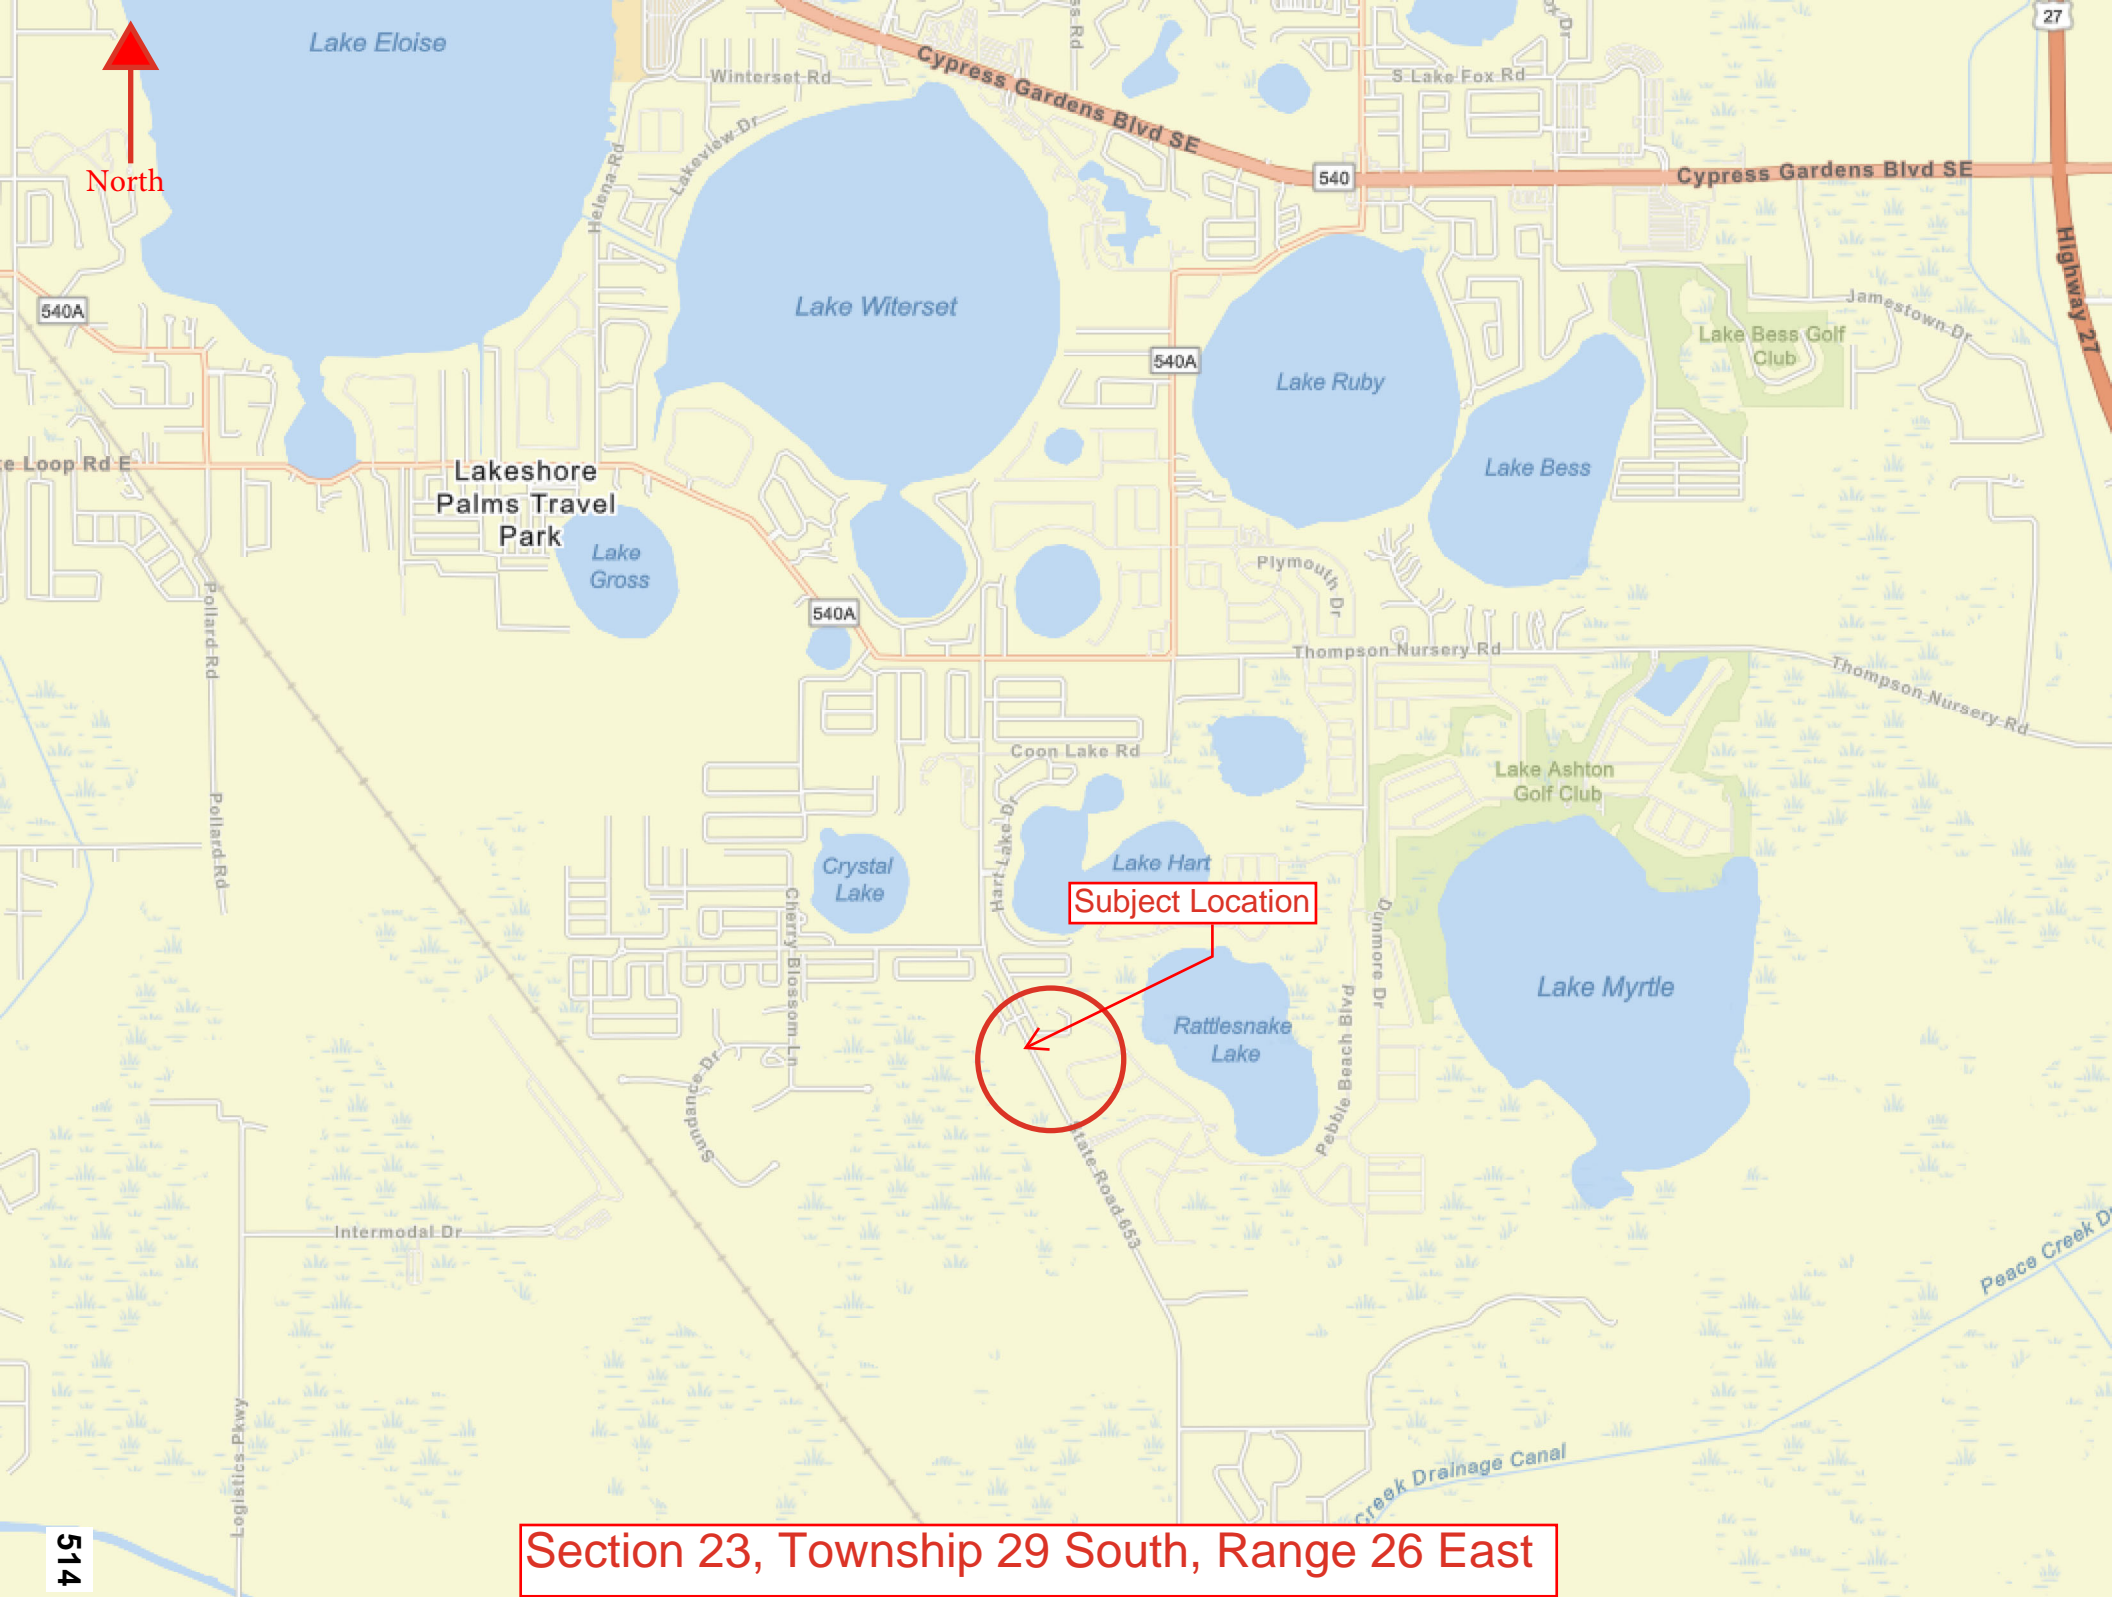 27
Lake Eloise
ss Rd
Winterset Rd
Cypress Gardens Blvd SE
S Lake Fox Rd
North
Helena Rd
Lakeview Dr
540
Cypress Gardens Blvd SE
Highway 27
540A
Lake Witerset
540A
Lake Ruby
Lake Bess Golf
Club
Jamestown Dr
e Loop Rd E
Lakeshore
Palms Travel
Park
Lake
Gross
Lake Bess
Plymouth Dr
540A
Pollard Rd
Thompson Nursery Rd
Thompson Nursery Rd
Coon Lake Rd
Lake Ashton
Golf Club
Pollard Rd
Hart Lake Dr
Crystal
Lake
Lake Hart
Cherry Blossom Ln
Subject Location
Dunmore Dr
Lake Myrtle
Rattlesnake
Lake
Pebble Beach Blvd
Sundance Dr
State Road 653
Intermodal Dr
Peace Creek D
Logistics Pkwy
Creek Drainage Canal
514
Section 23, Township 29 South, Range 26 East